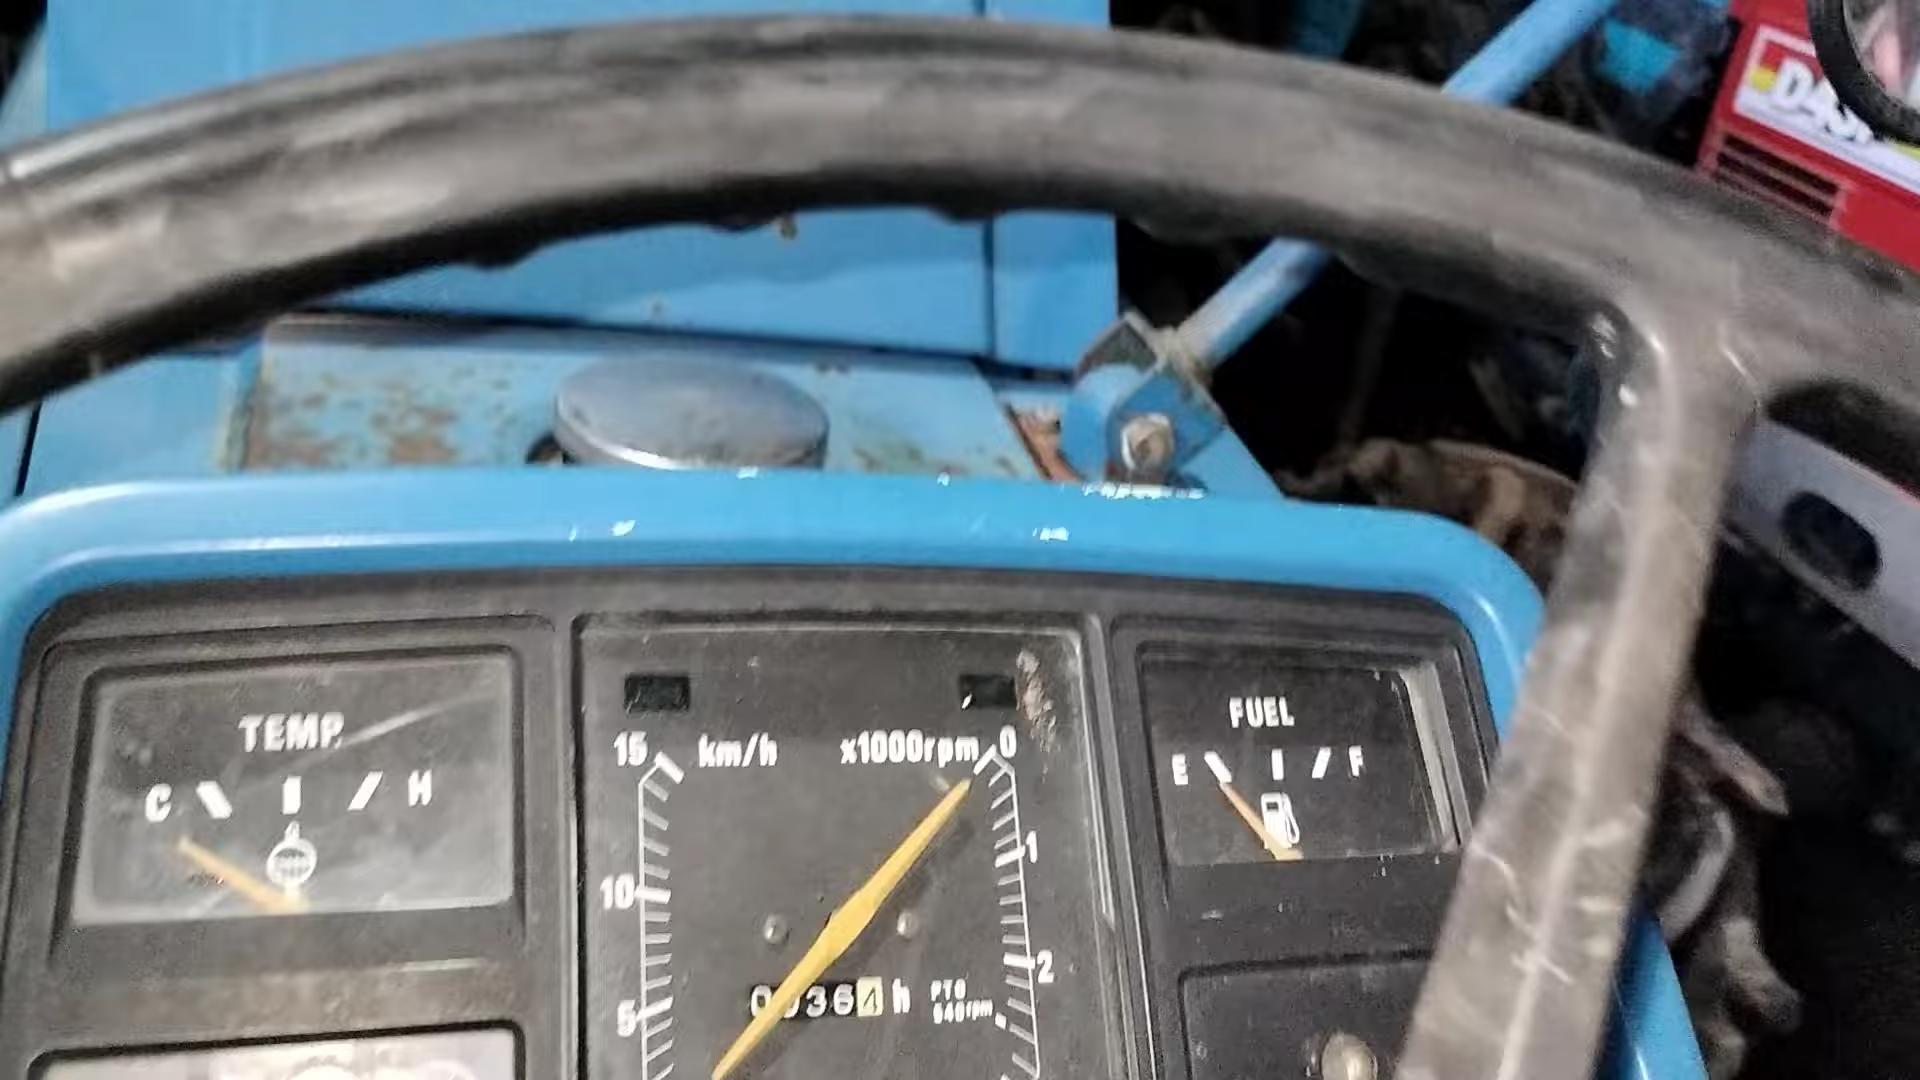 TEMP.
C H
15 km/h x1000rpm 0
FUEL
E F
1
10
2
5
h
PTO
540rpm